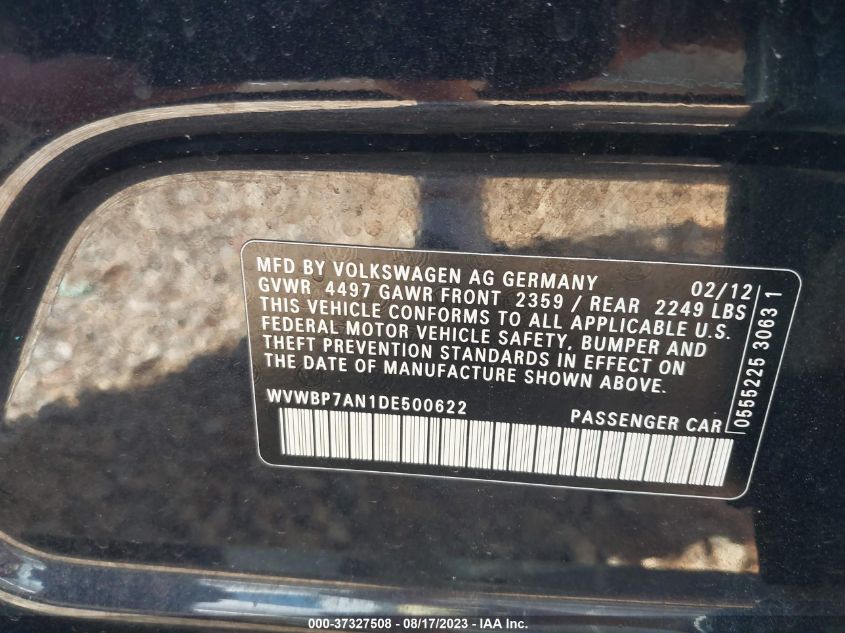 MFD BY VOLKSWAGEN AG GERMANY 02/12
GVWR 4497 GAWR FRONT 2359 / REAR 2249 LBS
THIS VEHICLE CONFORMS TO ALL APPLICABLE U.S.
FEDERAL MOTOR VEHICLE SAFETY, BUMPER AND
THEFT PREVENTION STANDARDS IN EFFECT ON
THE DATE OF MANUFACTURE SHOWN ABOVE.
WVWBP7AN1DE500622 PASSENGER CAR
0555225 3063 1
000-37327508 - 08/17/2023 - IAA Inc.